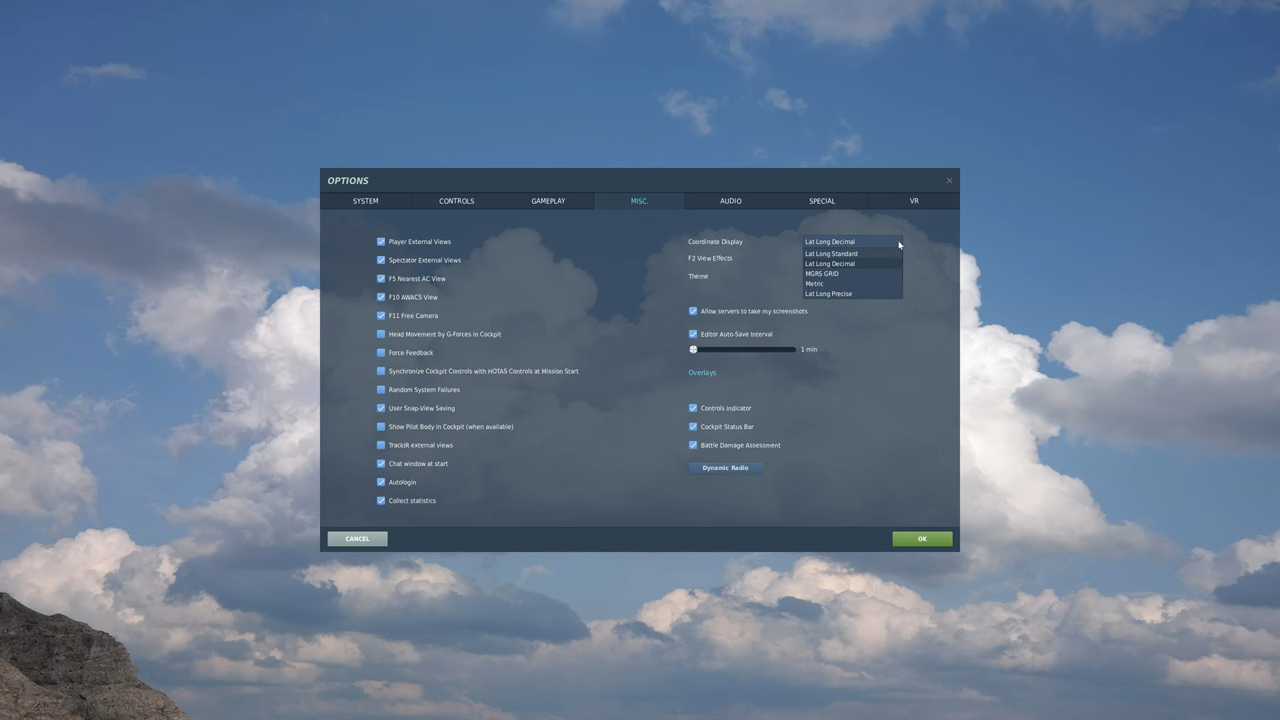 OPTIONS
×
SYSTEM CONTROLS GAMEPLAY MISC. AUDIO SPECIAL VR
Player External Views
Spectator External Views
F5 Nearest AC View
F10 AWACS View
F11 Free Camera
Head Movement by G-Forces in Cockpit
Force Feedback
Synchronize Cockpit Controls with HOTAS Controls at Mission Start
Random System Failures
User Snap-View Saving
Show Pilot Body in Cockpit (when available)
TrackIR external views
Chat window at start
Autologin
Collect statistics
Coordinate Display
Lat Long Decimal
Lat Long Standard
Lat Long Decimal
MGRS GRID
Metric
Lat Long Precise
F2 View Effects
Theme
Allow servers to take my screenshots
Editor Auto-Save Interval
1 min
Overlays
Controls Indicator
Cockpit Status Bar
Battle Damage Assessment
Dynamic Radio
CANCEL
OK